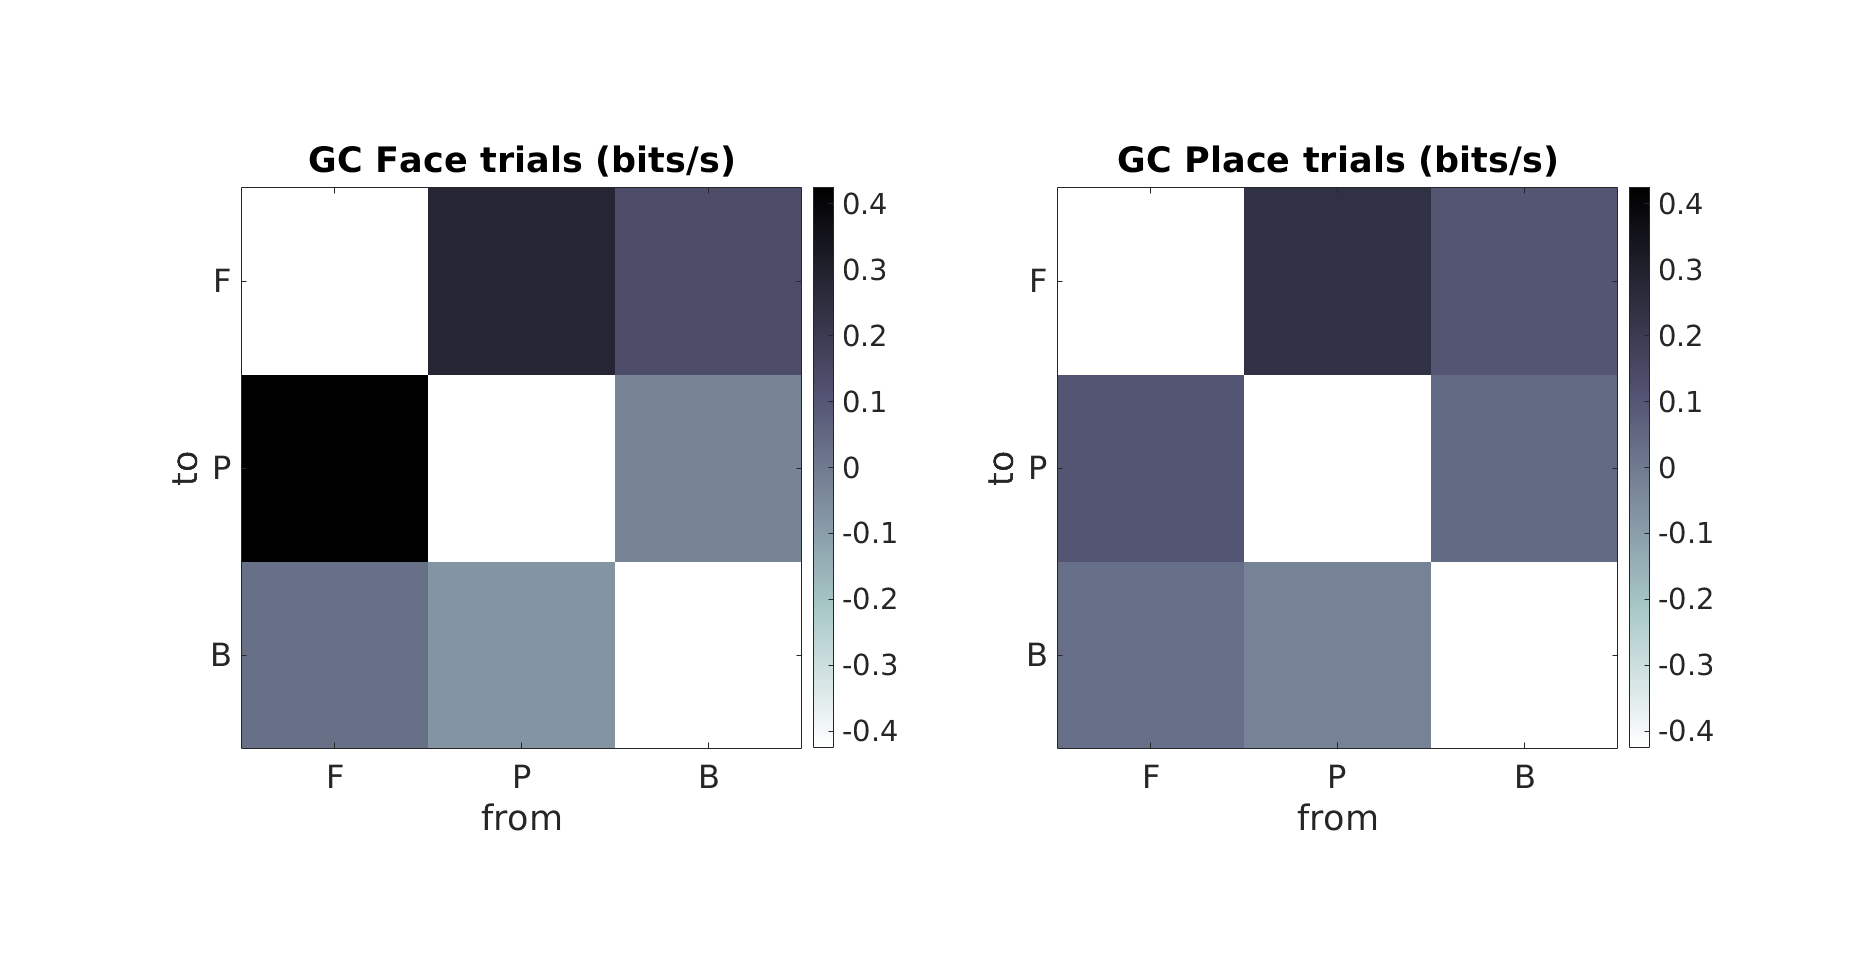 GC Face trials (bits/s)
F
P
B
to
F P B
from
0.4
0.3
0.2
0.1
0
-0.1
-0.2
-0.3
-0.4
GC Place trials (bits/s)
F
P
B
to
F P B
from
0.4
0.3
0.2
0.1
0
-0.1
-0.2
-0.3
-0.4